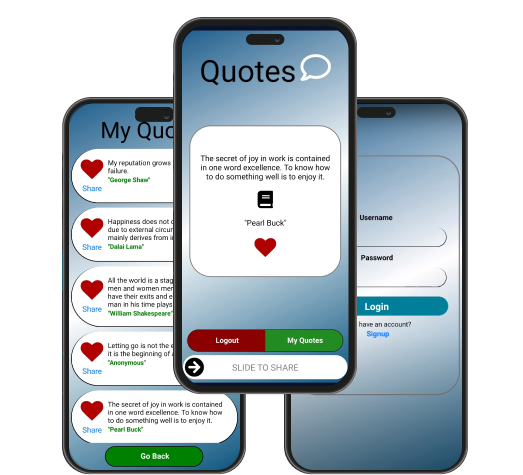 Quotes
The secret of joy in work is contained
in one word excellence. To know how
to do something well is to enjoy it.
"Pearl Buck"
Logout
My Quotes
SLIDE TO SHARE
My Quo
My reputation grows
failure.
"George Shaw"
Share
Happiness does not
due to external circum
mainly derives from
"Dalai Lama"
Share
All the world is a stag
men and women mer
have their exits and e
man in his time plays
"William Shakespeare"
Share
Letting go is not the e
it is the beginning of
"Anonymous"
Share
The secret of joy in work is contained
in one word excellence. To know how
to do something well is to enjoy it.
"Pearl Buck"
Share
Go Back
Username
Password
Login
have an account?
Signup